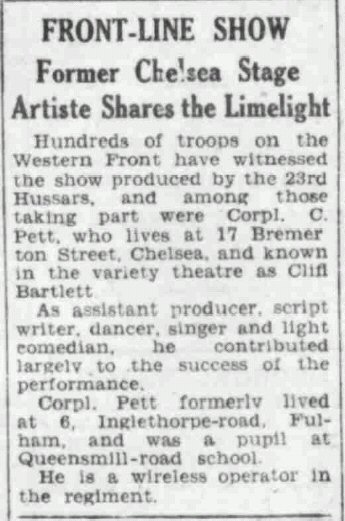 FRONT-LINE SHOW
Former Chelsea Stage
Artiste Shares the Limelight
Hundreds of troops on the
Western Front have witnessed
the show produced by the 23rd
Hussars, and among those
taking part were Corpl. C.
Pett, who lives at 17 Bremer
ton Street, Chelsea, and known
in the variety theatre as Cliff
Bartlett
As assistant producer, script
writer, dancer, singer and light
comedian, he contributed
largely to the success of the
performance.
Corpl. Pett formerly lived
at 6, Inglethorpe-road, Ful-
ham, and was a pupil at
Queensmill-road school.
He is a wireless operator in
the regiment.